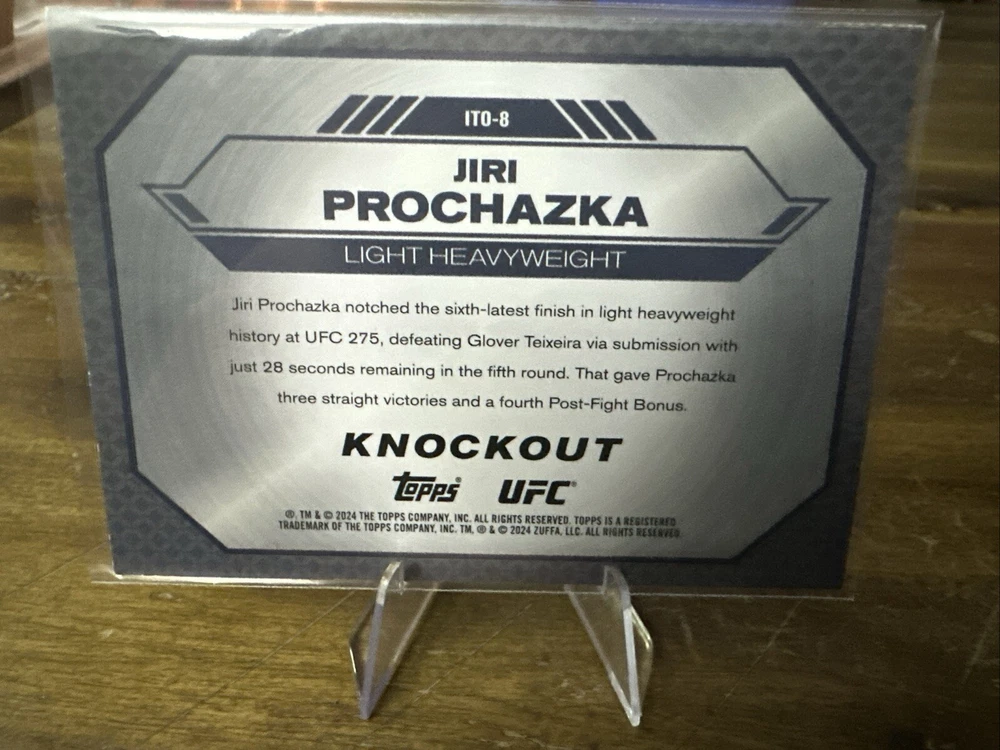 ITO-8
JIRI
PROCHAZKA
LIGHT HEAVYWEIGHT
Jiri Prochazka notched the sixth-latest finish in light heavyweight
history at UFC 275, defeating Glover Teixeira via submission with
just 28 seconds remaining in the fifth round. That gave Prochazka
three straight victories and a fourth Post-Fight Bonus.
KNOCKOUT
topps UFC®
®, TM & © 2024 THE TOPPS COMPANY, INC. ALL RIGHTS RESERVED. TOPPS IS A REGISTERED
TRADEMARK OF THE TOPPS COMPANY, INC. TM, ® & © 2024 ZUFFA, LLC. ALL RIGHTS RESERVED.